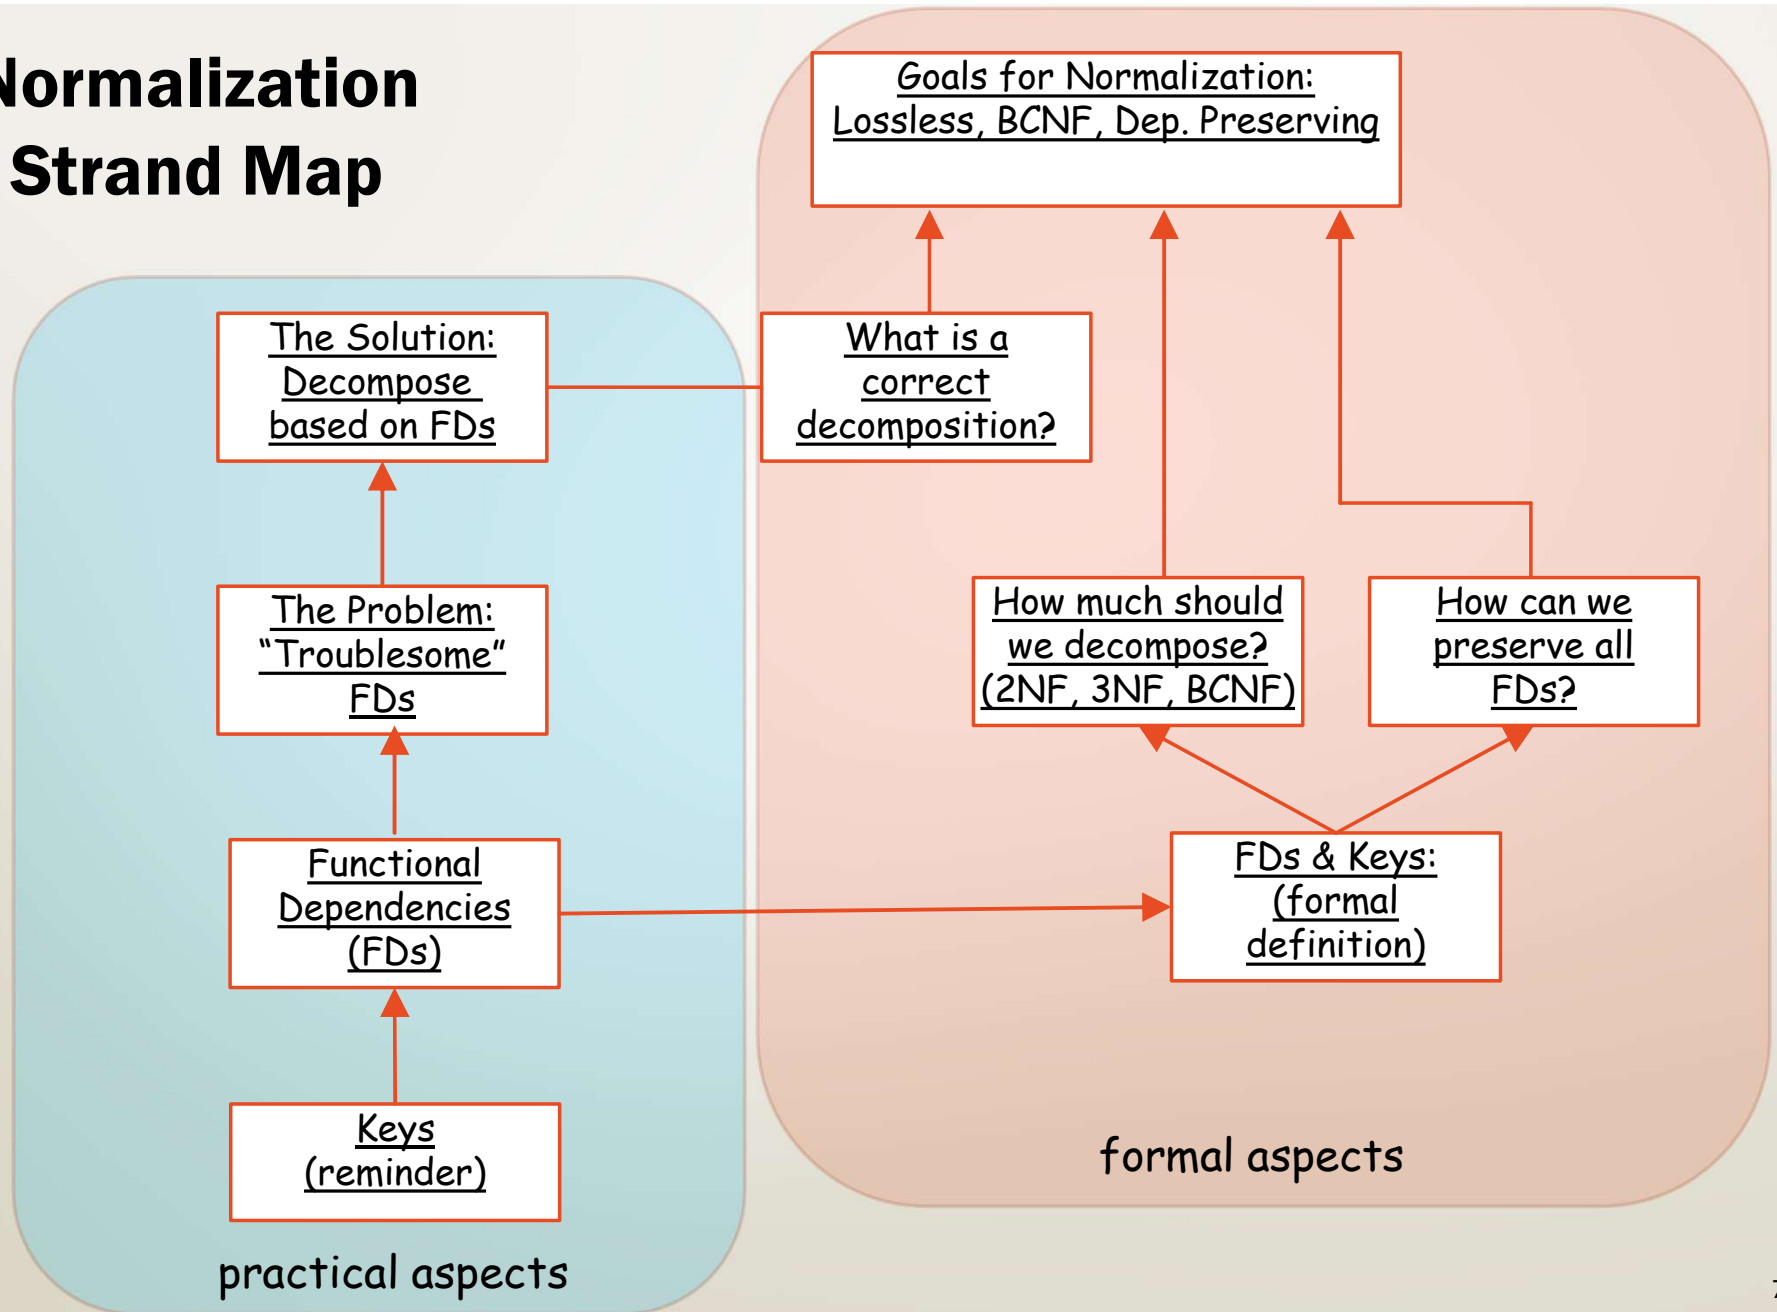 Normalization
Strand Map
Goals for Normalization:
Lossless, BCNF, Dep. Preserving
The Solution:
Decompose
based on FDs
What is a
correct
decomposition?
The Problem:
“Troublesome”
FDs
How much should
we decompose?
(2NF, 3NF, BCNF)
How can we
preserve all
FDs?
Functional
Dependencies
(FDs)
FDs & Keys:
(formal
definition)
Keys
(reminder)
formal aspects
practical aspects